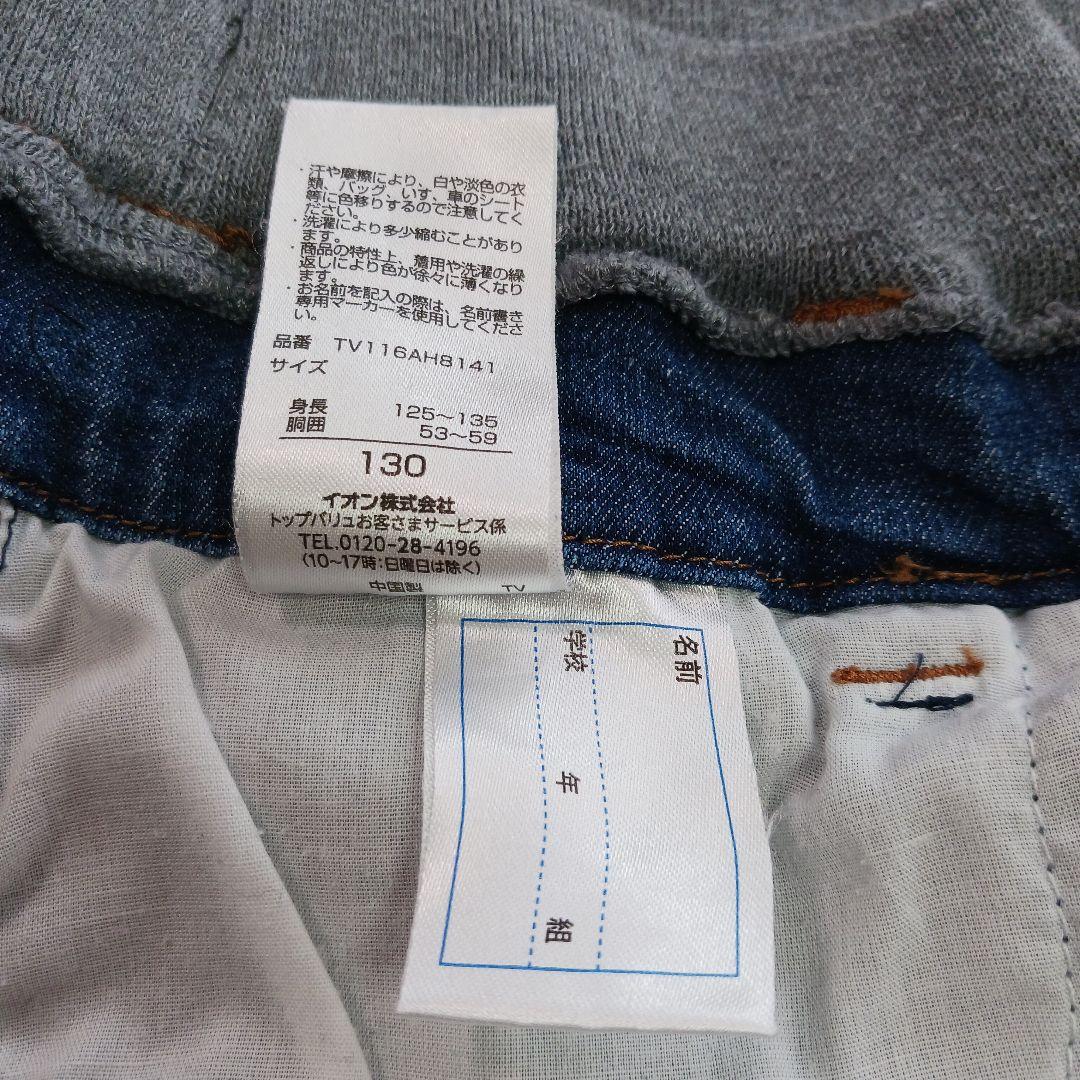 ・汗や摩擦により、白や淡色の衣
類、バッグ、いす、車のシート
等に色移りするので注意してく
ださい。
・洗濯により多少縮むことがあり
ます。
・商品の特性上、着用や洗濯の繰
返しにより色が徐々に薄くなり
ます。
・お名前を記入の際は、名前書き
専用マーカーを使用してくださ
い。
品番 TV116AH8141
サイズ
身長 125~135
胴囲 53~59
130
イオン株式会社
トップバリュお客さまサービス係
TEL.0120-28-4196
(10~17時:日曜日は除く)
名前
学校 年 組